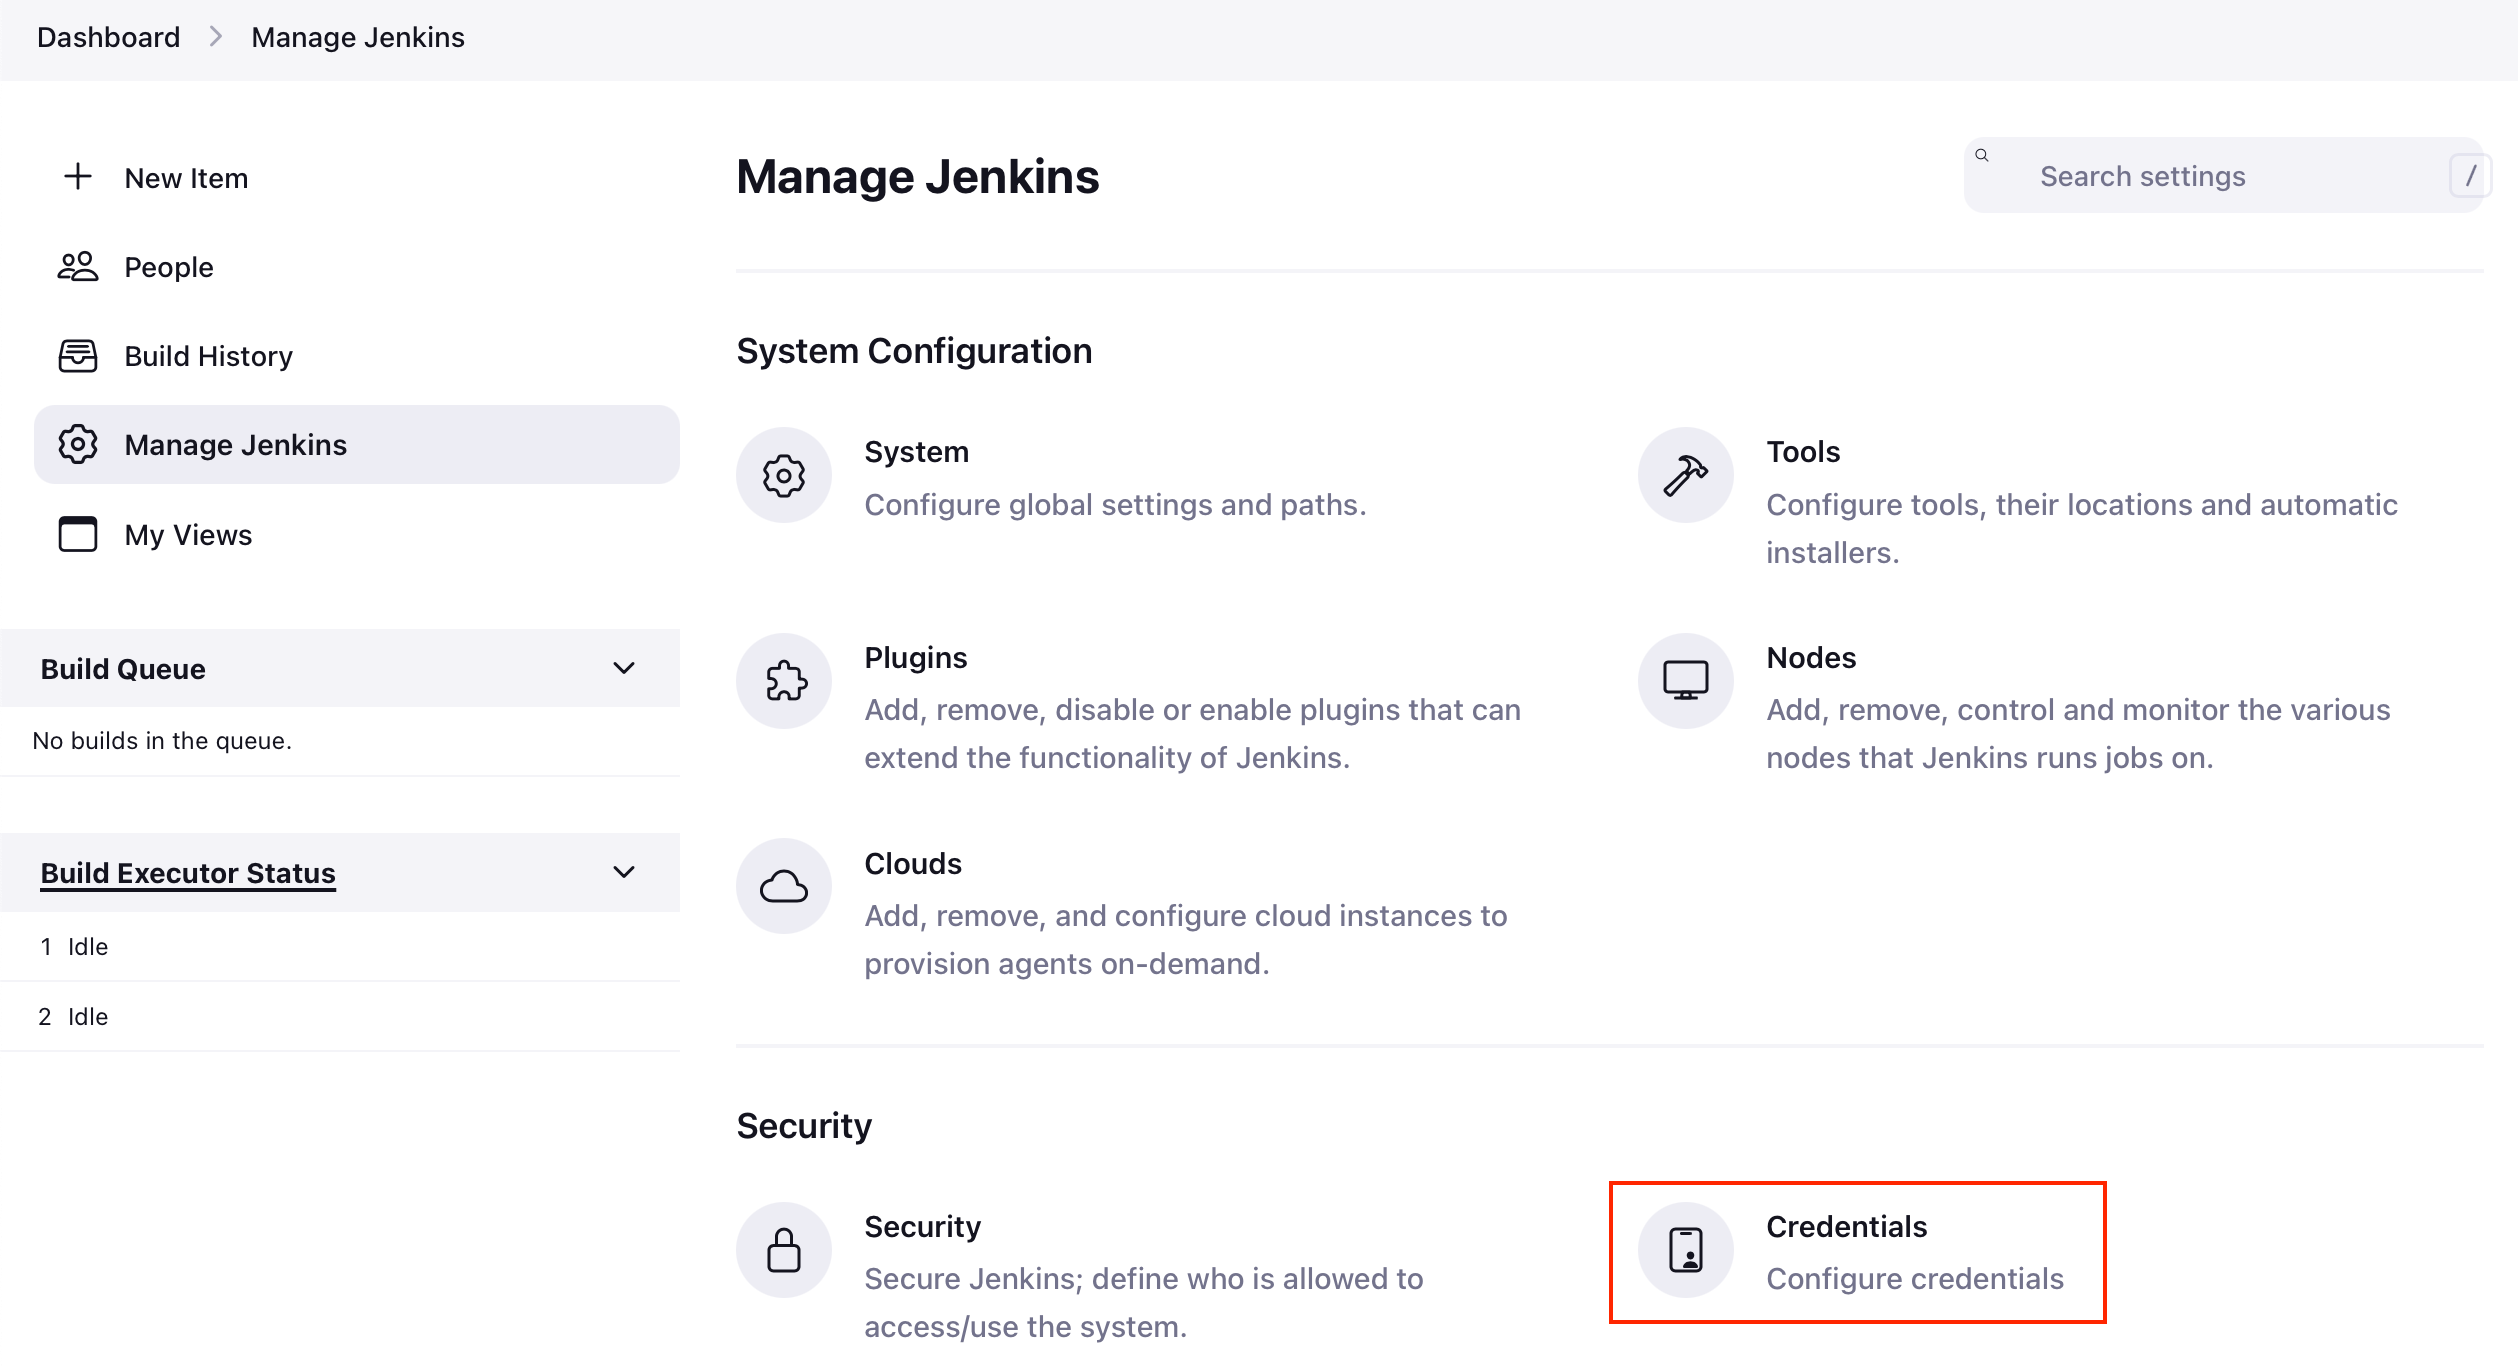 Dashboard > Manage Jenkins
New Item
People
Build History
Manage Jenkins
My Views
Build Queue
No builds in the queue.
Build Executor Status
1 Idle
2 Idle
Manage Jenkins
Search settings /
System Configuration
System
Configure global settings and paths.
Tools
Configure tools, their locations and automatic
installers.
Plugins
Add, remove, disable or enable plugins that can
extend the functionality of Jenkins.
Nodes
Add, remove, control and monitor the various
nodes that Jenkins runs jobs on.
Clouds
Add, remove, and configure cloud instances to
provision agents on-demand.
Security
Security
Secure Jenkins; define who is allowed to
access/use the system.
Credentials
Configure credentials